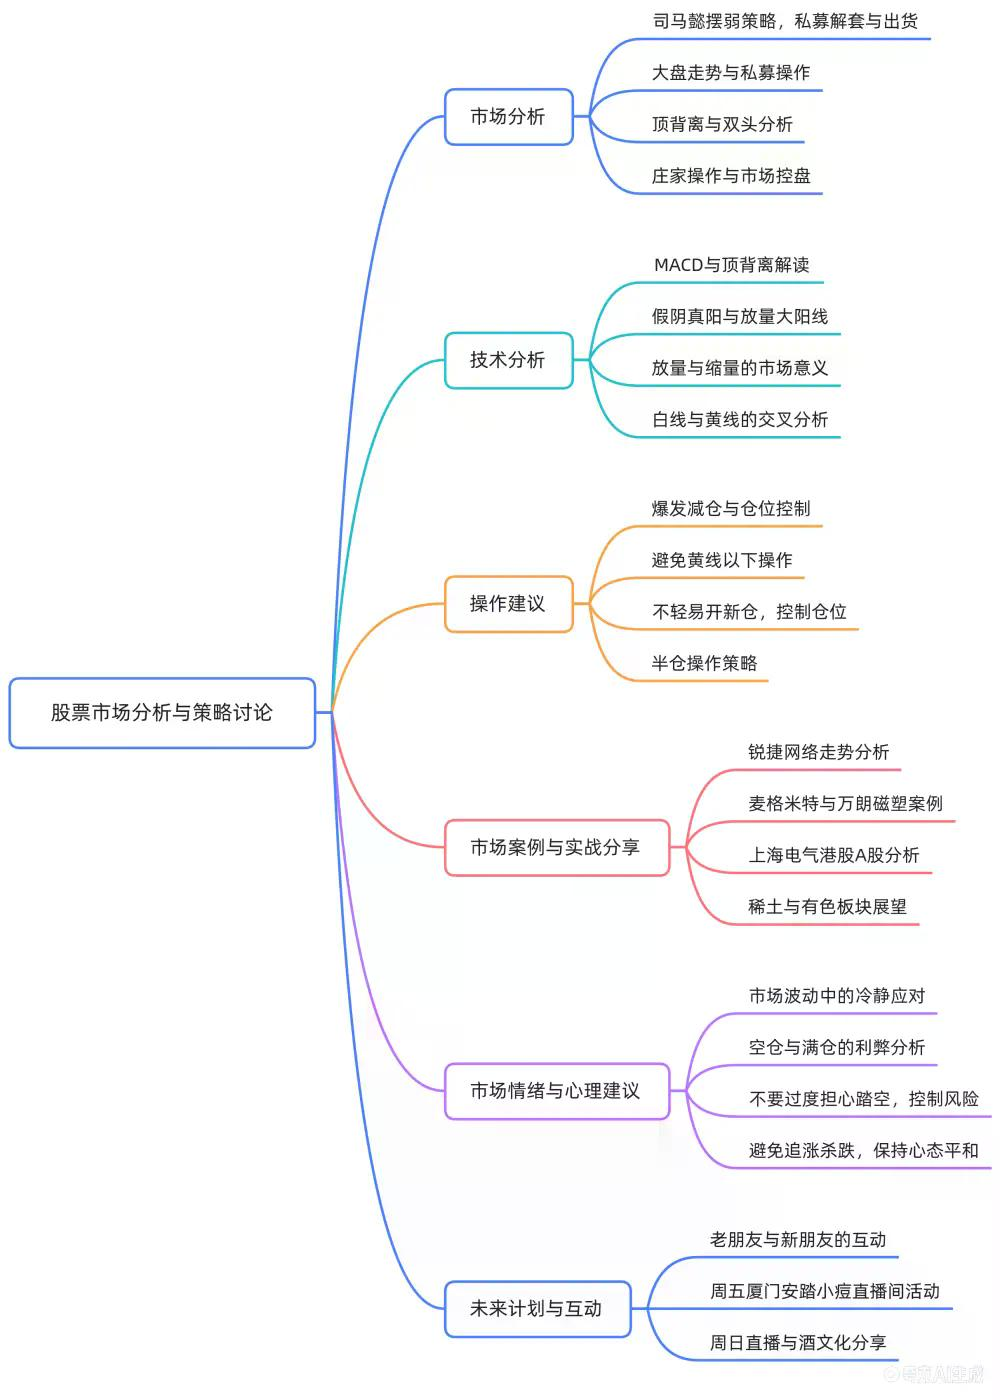 司马懿摆弱策略，私募解套与出货
大盘走势与私募操作
市场分析
顶背离与双头分析
庄家操作与市场控盘
MACD与顶背离解读
假阴真阳与放量大阳线
技术分析
放量与缩量的市场意义
白线与黄线的交叉分析
爆发减仓与仓位控制
避免黄线以下操作
操作建议
不轻易开新仓，控制仓位
半仓操作策略
股票市场分析与策略讨论
锐捷网络走势分析
麦格米特与万朗磁塑案例
市场案例与实战分享
上海电气港股A股分析
稀土与有色板块展望
市场波动中的冷静应对
空仓与满仓的利弊分析
市场情绪与心理建议
不要过度担心踏空，控制风险
避免追涨杀跌，保持心态平和
老朋友与新朋友的互动
周五厦门安踏小痘直播间活动
未来计划与互动
周日直播与酒文化分享
AI生成